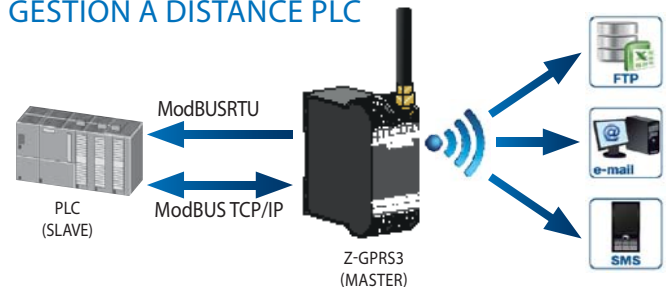 GESTION A DISTANCE PLC
ModBUSRTU
ModBUS TCP/IP
PLC
(SLAVE)
Z-GPRS3
(MASTER)
FTP
@
e-mail
SMS